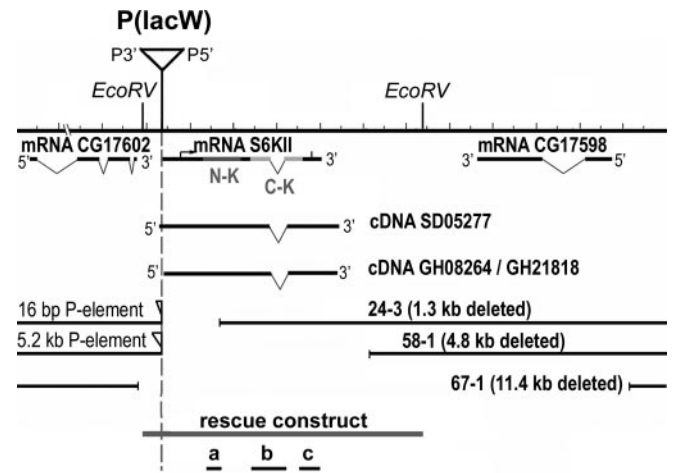 P(lacW)
P3' P5'
EcoRV EcoRV
mRNA CG17602 mRNA S6KII mRNA CG17598
5' 3' 3' 3' 5'
N-K
C-K
5' 3' cDNA SD05277
5' 3' cDNA GH08264 / GH21818
16 bp P-element 24-3 (1.3 kb deleted)
5.2 kb P-element 58-1 (4.8 kb deleted)
67-1 (11.4 kb deleted)
rescue construct
a b c